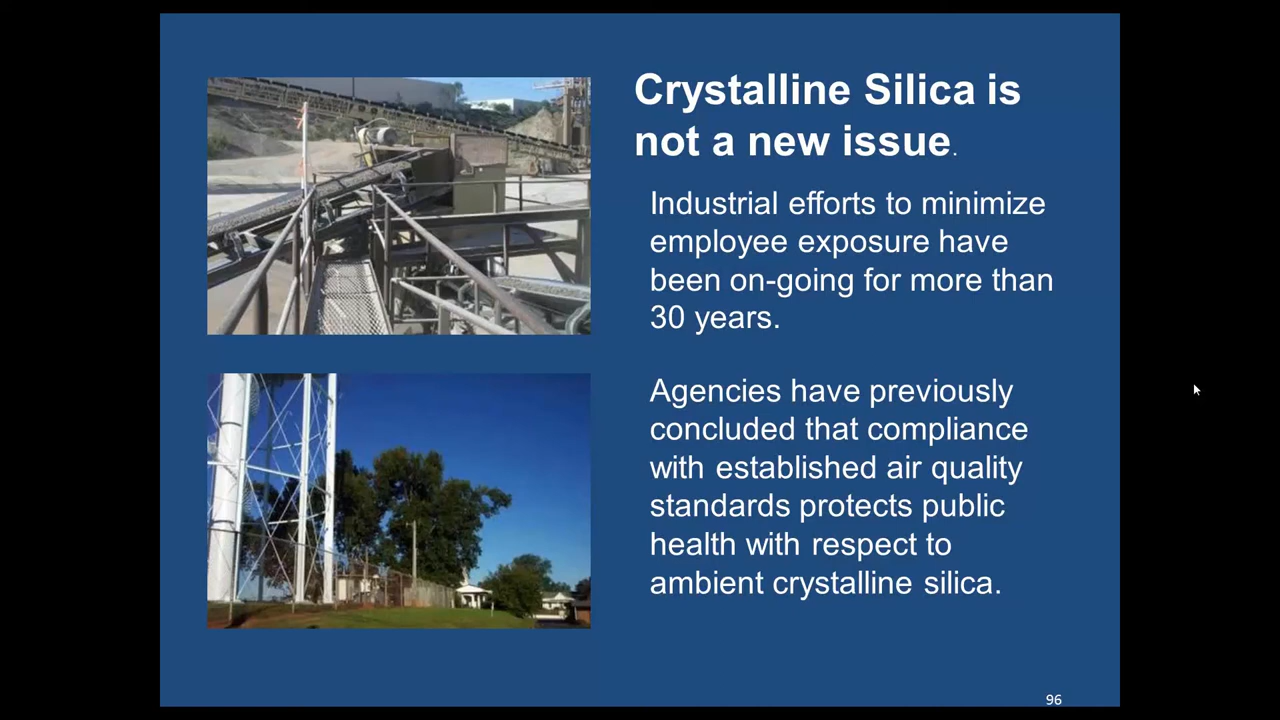 Crystalline Silica is
not a new issue.
Industrial efforts to minimize
employee exposure have
been on-going for more than
30 years.
Agencies have previously
concluded that compliance
with established air quality
standards protects public
health with respect to
ambient crystalline silica.
96